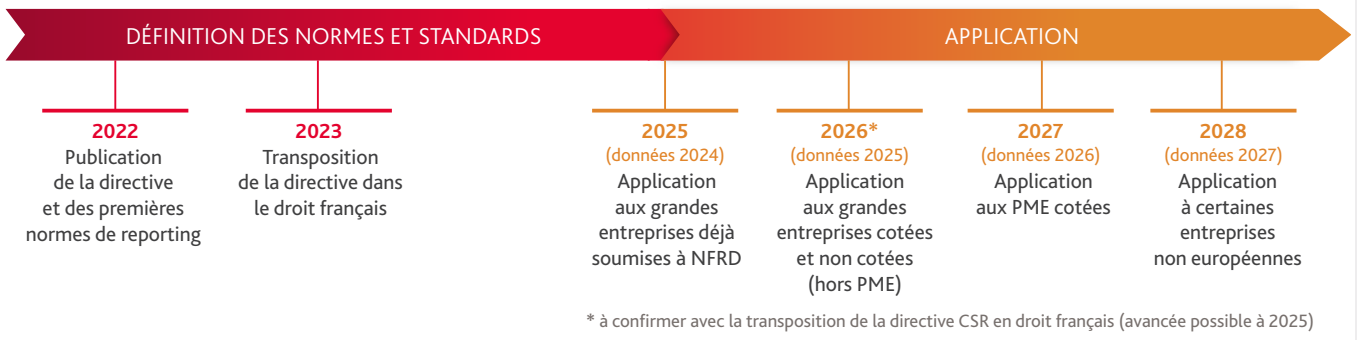 DÉFINITION DES NORMES ET STANDARDS
APPLICATION
2022
Publication
de la directive
et des premières
normes de reporting
2023
Transposition
de la directive dans
le droit français
2025
(données 2024)
Application
aux grandes
entreprises déjà
soumises à NFRD
2026*
(données 2025)
Application
aux grandes
entreprises cotées
et non cotées
(hors PME)
2027
(données 2026)
Application
aux PME cotées
2028
(données 2027)
Application
à certaines
entreprises
non européennes
* à confirmer avec la transposition de la directive CSR en droit français (avancée possible à 2025)